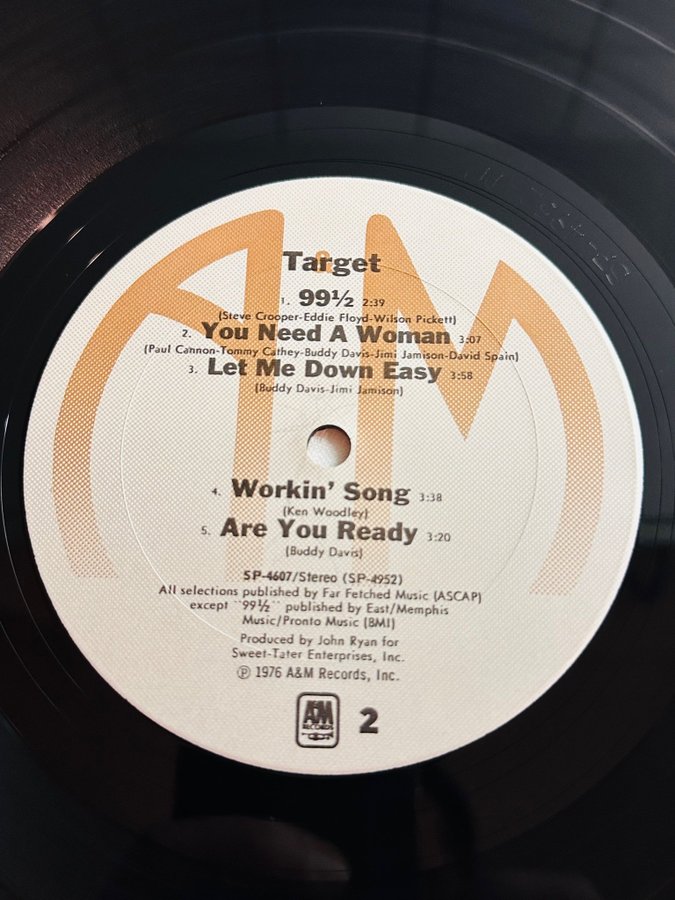 Target
1. 99½ 2:39
(Steve Crooper-Eddie Floyd-Wilson Pickett)
2. You Need A Woman 3:07
(Paul Cannon-Tommy Cathey-Buddy Davis-Jimi Jamison-David Spain)
3. Let Me Down Easy 3:58
(Buddy Davis-Jimi Jamison)
4. Workin' Song 3:38
(Ken Woodley)
5. Are You Ready 3:20
(Buddy Davis)
SP-4607/Stereo (SP-4952)
All selections published by Far Fetched Music (ASCAP)
except "99½" published by East/Memphis
Music/Pronto Music (BMI)
Produced by John Ryan for
Sweet-Tater Enterprises, Inc.
℗ 1976 A&M Records, Inc.
A&M
RECORDS
2
A&M